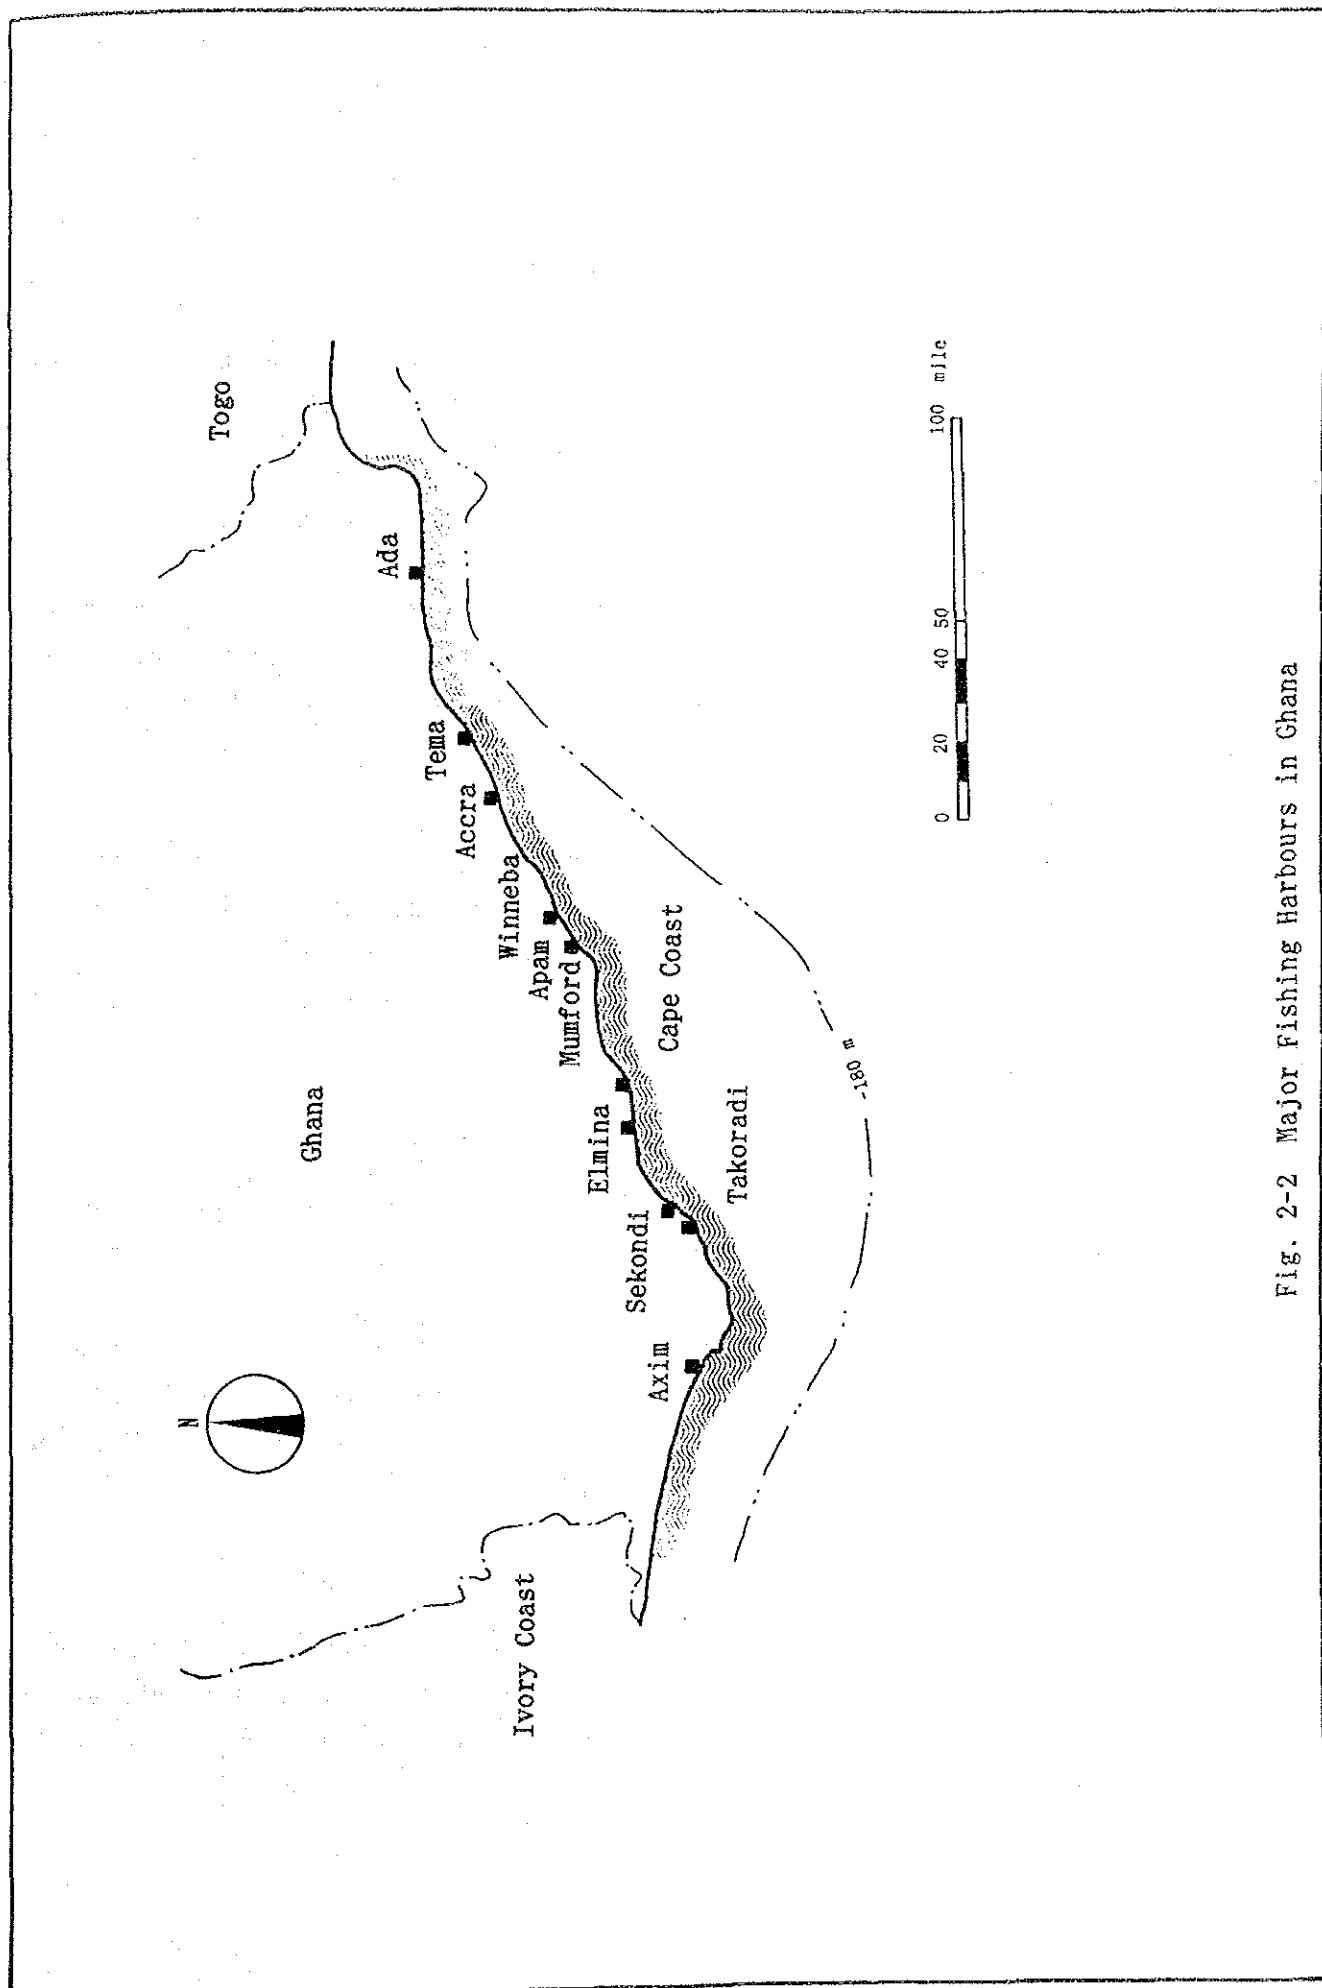 N
Togo
Ghana
Ada
Tema
Accra
Winneba
Apam
Mumford
Cape Coast
Elmina
Sekondi
Takoradi
Axim
Ivory Coast
-180 m
0 20 40 50 100 mile
Fig. 2-2 Major Fishing Harbours in Ghana